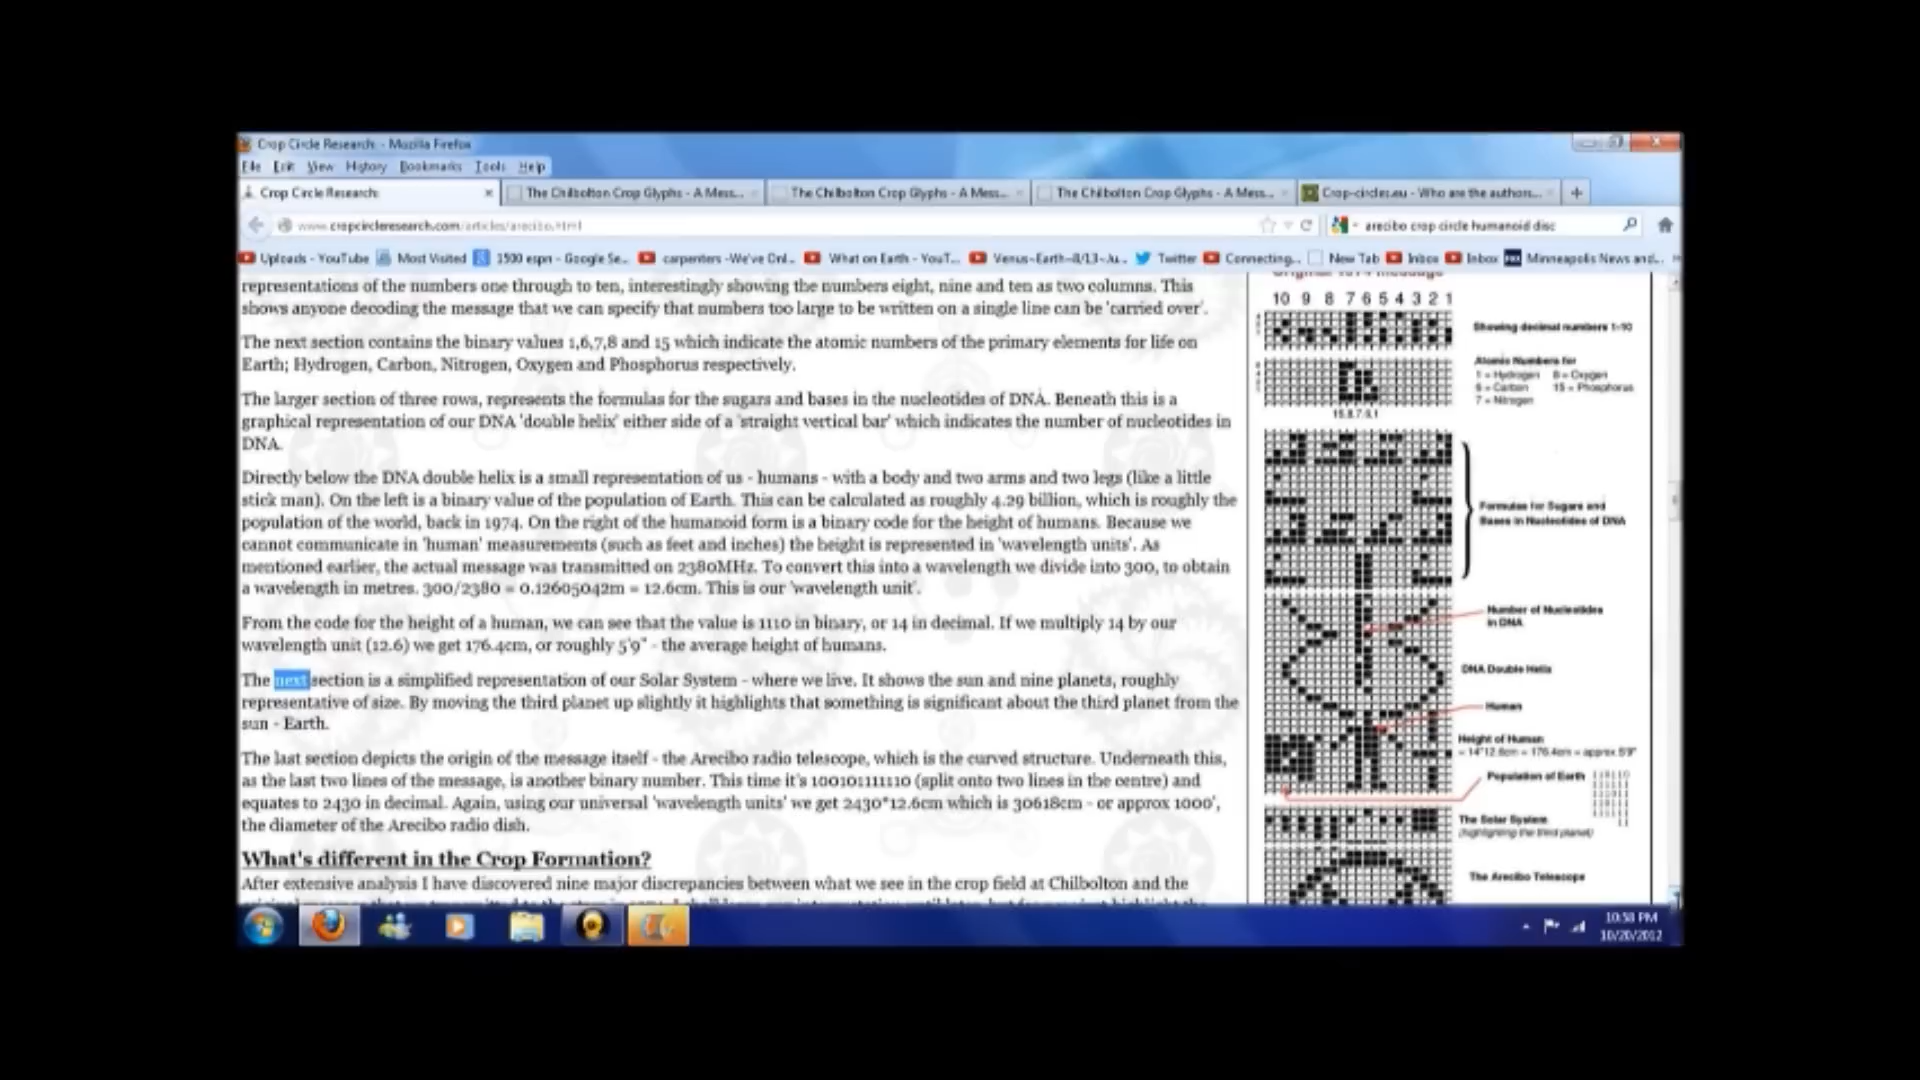 Crop Circle Research - Mozilla Firefox
File Edit View History Bookmarks Tools Help
Crop Circle Research
The Chilbolton Crop Glyphs - A Mess...
The Chilbolton Crop Glyphs - A Mess...
The Chilbolton Crop Glyphs - A Mess...
Crop-circles.eu - Who are the authors...
www.cropcircleresearch.com/articles/arecibo.html
arecibo crop circle humanoid disc
Uploads - YouTube Most Visited 1500 espn - Google Se... carpenters -We've Onl... What on Earth - YouT... Venus-Earth-8/13-Ju... Twitter Connecting... New Tab Inbox Inbox Minneapolis News and...
representations of the numbers one through to ten, interestingly showing the numbers eight, nine and ten as two columns. This
shows anyone decoding the message that we can specify that numbers too large to be written on a single line can be 'carried over'.
The next section contains the binary values 1,6,7,8 and 15 which indicate the atomic numbers of the primary elements for life on
Earth; Hydrogen, Carbon, Nitrogen, Oxygen and Phosphorus respectively.
The larger section of three rows, represents the formulas for the sugars and bases in the nucleotides of DNA. Beneath this is a
graphical representation of our DNA 'double helix' either side of a 'straight vertical bar' which indicates the number of nucleotides in
DNA.
Directly below the DNA double helix is a small representation of us - humans - with a body and two arms and two legs (like a little
stick man). On the left is a binary value of the population of Earth. This can be calculated as roughly 4.29 billion, which is roughly the
population of the world, back in 1974. On the right of the humanoid form is a binary code for the height of humans. Because we
cannot communicate in 'human' measurements (such as feet and inches) the height is represented in 'wavelength units'. As
mentioned earlier, the actual message was transmitted on 2380MHz. To convert this into a wavelength we divide into 300, to obtain
a wavelength in metres. 300/2380 = 0.12605042m = 12.6cm. This is our 'wavelength unit'.
From the code for the height of a human, we can see that the value is 1110 in binary, or 14 in decimal. If we multiply 14 by our
wavelength unit (12.6) we get 176.4cm, or roughly 5'9" - the average height of humans.
The next section is a simplified representation of our Solar System - where we live. It shows the sun and nine planets, roughly
representative of size. By moving the third planet up slightly it highlights that something is significant about the third planet from the
sun - Earth.
The last section depicts the origin of the message itself - the Arecibo radio telescope, which is the curved structure. Underneath this,
as the last two lines of the message, is another binary number. This time it's 100101111110 (split onto two lines in the centre) and
equates to 2430 in decimal. Again, using our universal 'wavelength units' we get 2430*12.6cm which is 30618cm - or approx 1000',
the diameter of the Arecibo radio dish.
What's different in the Crop Formation?
After extensive analysis I have discovered nine major discrepancies between what we see in the crop field at Chilbolton and the
10 9 8 7 6 5 4 3 2 1
Showing decimal numbers 1-10
Atomic Numbers for
1 = Hydrogen 8 = Oxygen
6 = Carbon 15 = Phosphorus
7 = Nitrogen
15,8,7,6,1
Formulas for Sugars and
Bases in Nucleotides of DNA
Number of Nucleotides
in DNA
DNA Double Helix
Human
Height of Human
= 14*12.6cm = 176.4cm = approx 5'9"
Population of Earth
The Solar System
(highlighting the third planet)
The Arecibo Telescope
10:58 PM
10/20/2012